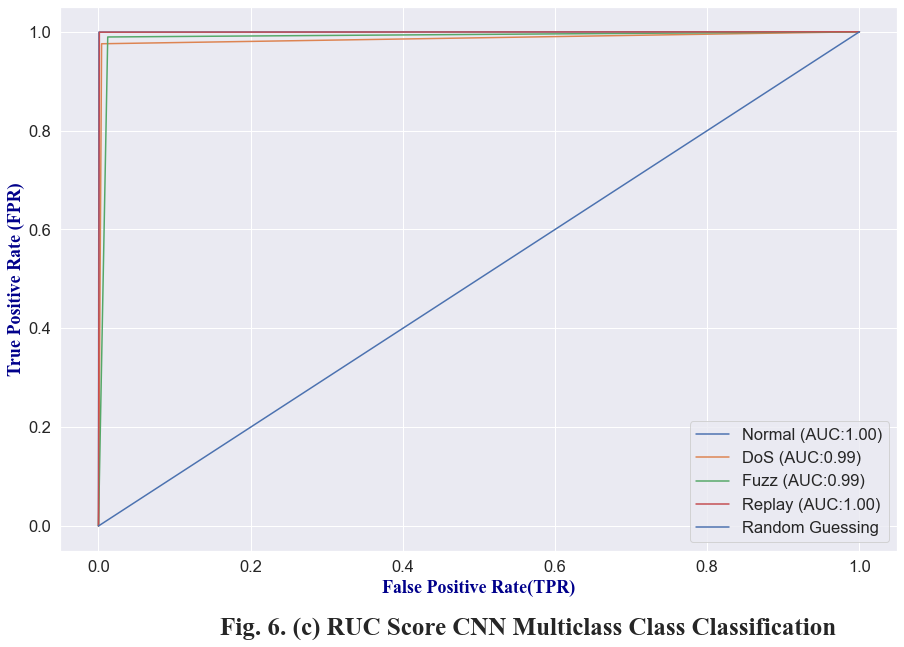 1.0
0.8
0.6
0.4
0.2
0.0
True Positive Rate (FPR)
Normal (AUC:1.00)
DoS (AUC:0.99)
Fuzz (AUC:0.99)
Replay (AUC:1.00)
Random Guessing
0.0 0.2 0.4 0.6 0.8 1.0
False Positive Rate(TPR)
Fig. 6. (c) RUC Score CNN Multiclass Class Classification